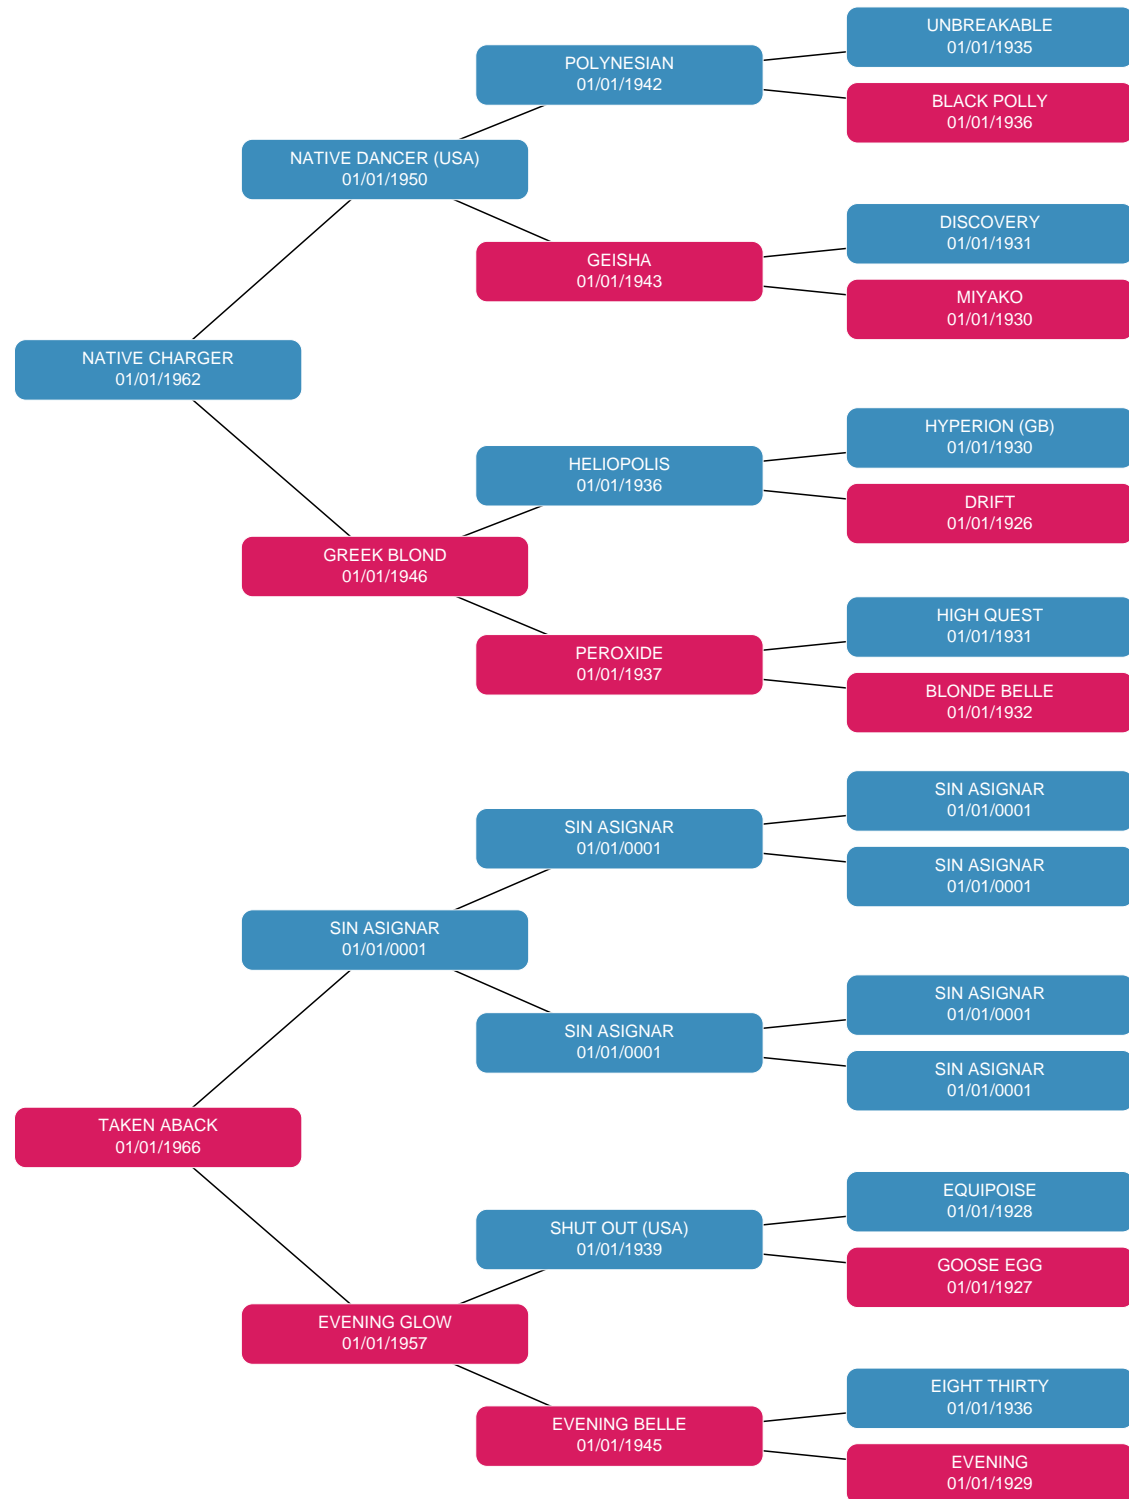 UNBREAKABLE
01/01/1935
POLYNESIAN
01/01/1942
BLACK POLLY
01/01/1936
NATIVE DANCER (USA)
01/01/1950
DISCOVERY
01/01/1931
GEISHA
01/01/1943
MIYAKO
01/01/1930
NATIVE CHARGER
01/01/1962
HYPERION (GB)
01/01/1930
HELIOPOLIS
01/01/1936
DRIFT
01/01/1926
GREEK BLOND
01/01/1946
HIGH QUEST
01/01/1931
PEROXIDE
01/01/1937
BLONDE BELLE
01/01/1932
SIN ASIGNAR
01/01/0001
SIN ASIGNAR
01/01/0001
SIN ASIGNAR
01/01/0001
SIN ASIGNAR
01/01/0001
SIN ASIGNAR
01/01/0001
SIN ASIGNAR
01/01/0001
SIN ASIGNAR
01/01/0001
TAKEN ABACK
01/01/1966
EQUIPOISE
01/01/1928
SHUT OUT (USA)
01/01/1939
GOOSE EGG
01/01/1927
EVENING GLOW
01/01/1957
EIGHT THIRTY
01/01/1936
EVENING BELLE
01/01/1945
EVENING
01/01/1929